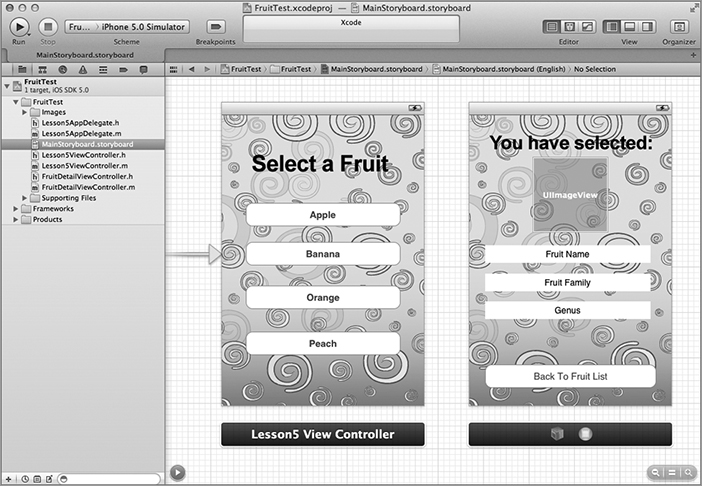 FruitTest.xcodeproj — MainStoryboard.storyboard
Fru... iPhone 5.0 Simulator
Xcode
Run Stop Scheme Breakpoints Editor View Organizer
MainStoryboard.storyboard
FruitTest FruitTest MainStoryboard.storyboard MainStoryboard.storyboard (English) No Selection
FruitTest
1 target, iOS SDK 5.0
FruitTest
Images
Lesson5AppDelegate.h
Lesson5AppDelegate.m
MainStoryboard.storyboard
Lesson5ViewController.h
Lesson5ViewController.m
FruitDetailViewController.h
FruitDetailViewController.m
Supporting Files
Frameworks
Products
Select a Fruit
Apple
Banana
Orange
Peach
Lesson5 View Controller
You have selected:
UIImageView
Fruit Name
Fruit Family
Genus
Back To Fruit List